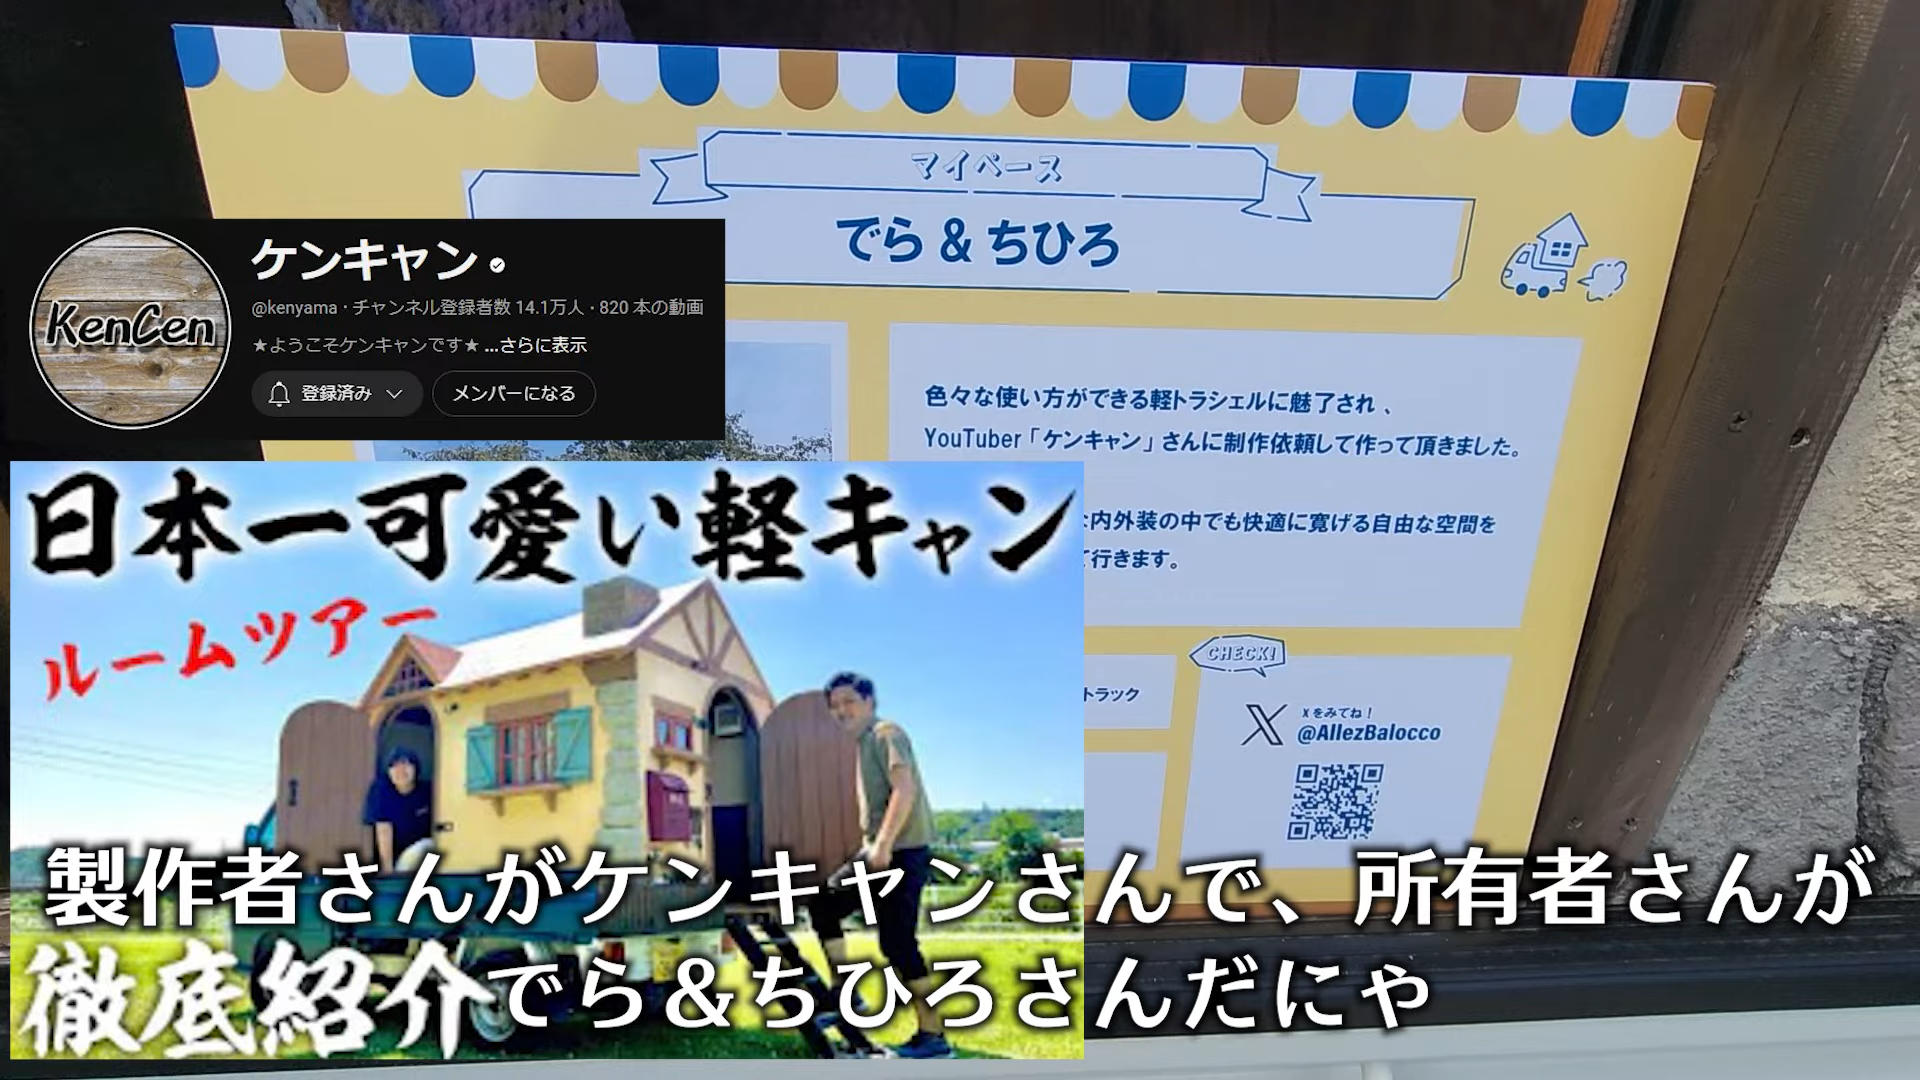 マイペース
でら & ちひろ
KenCen
ケンキャン
@kenyama・チャンネル登録者数 14.1万人・820 本の動画
★ようこそケンキャンです★ ...さらに表示
登録済み
メンバーになる
色々な使い方ができる軽トラシェルに魅了され、
YouTuber「ケンキャン」さんに制作依頼して作って頂きました。
な内外装の中でも快適に寛げる自由な空間を
て行きます。
日本一可愛い軽キャン
ルームツアー
徹底紹介
トラック
CHECK!
Xをみてね!
@AllezBalocco
製作者さんがケンキャンさんで、所有者さんが
でら&ちひろさんだにゃ